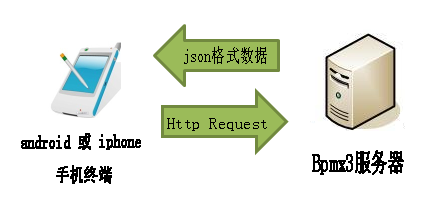 json格式数据
Http Request
android 或 iphone
手机终端
Bpmx3服务器